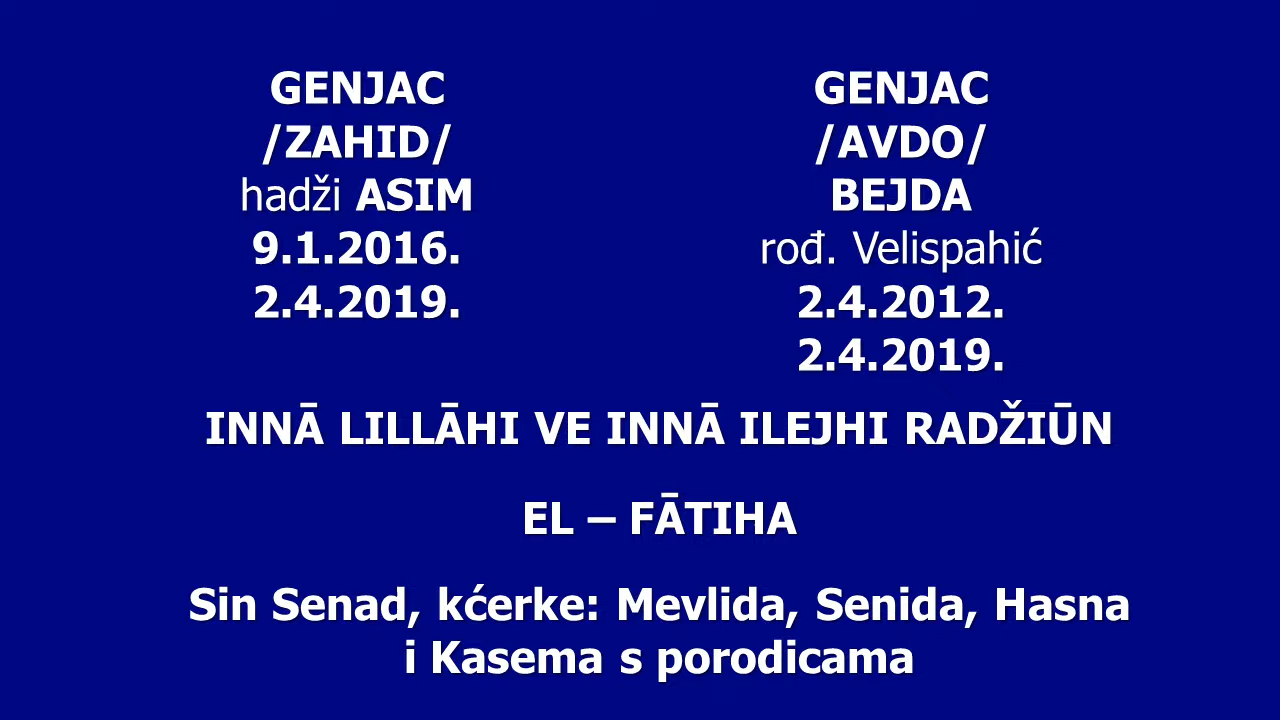 GENJAC
/ZAHID/
hadži ASIM
9.1.2016.
2.4.2019.
GENJAC
/AVDO/
BEJDA
rođ. Velispahić
2.4.2012.
2.4.2019.
INNĀ LILLĀHI VE INNĀ ILEJHI RADŽIŪN
EL – FĀTIHA
Sin Senad, kćerke: Mevlida, Senida, Hasna
i Kasema s porodicama